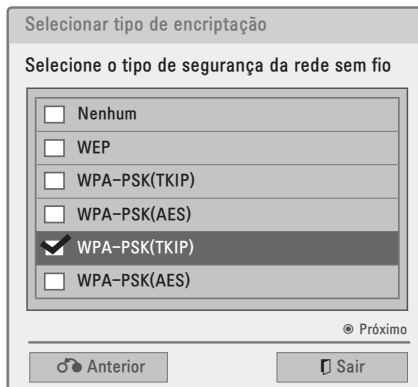 Selecionar tipo de encriptação
Selecione o tipo de segurança da rede sem fio
Nenhum
WEP
WPA-PSK(TKIP)
WPA-PSK(AES)
WPA-PSK(TKIP)
WPA-PSK(AES)
Próximo
Anterior
Sair